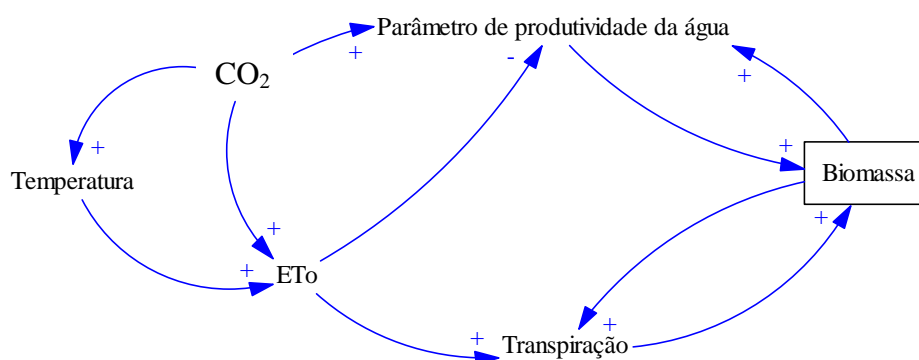 Parâmetro de produtividade da água
+
-
CO₂
+
+
+
Temperatura
Biomassa
+
+
+
ETo
+
+
Transpiração